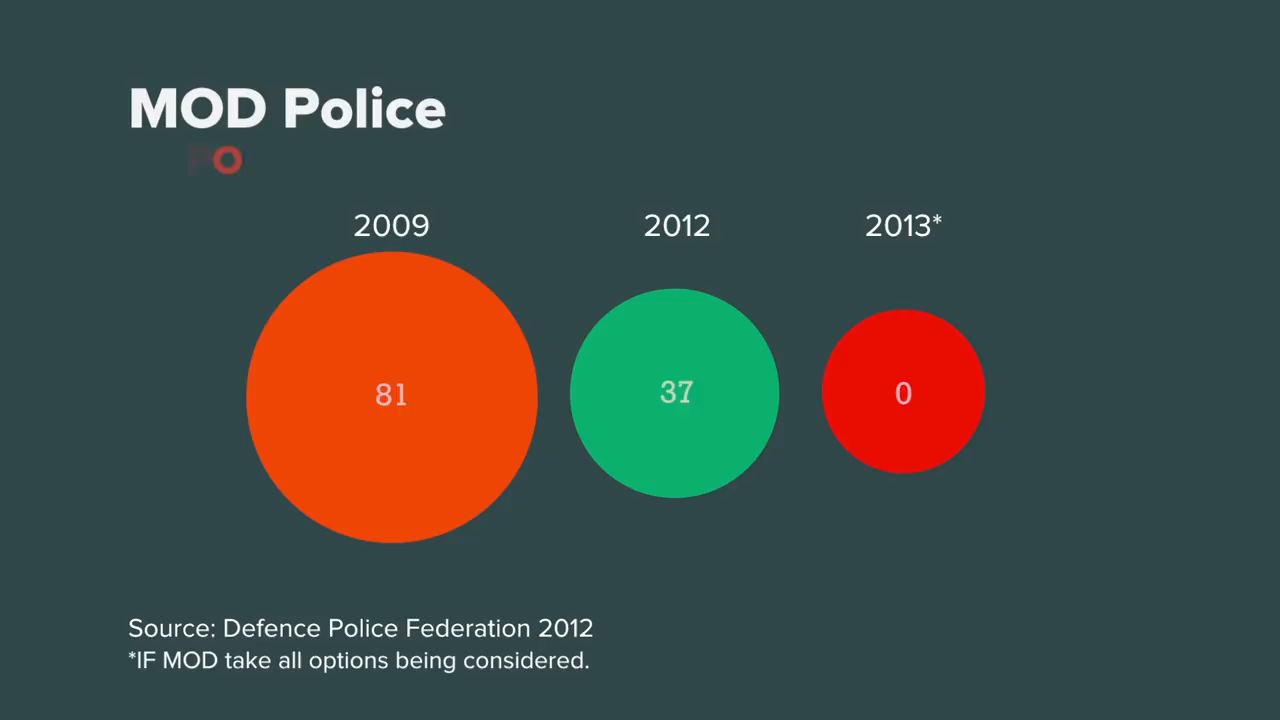 MOD Police
PO
2009 2012 2013*
81 37 0
Source: Defence Police Federation 2012
*IF MOD take all options being considered.